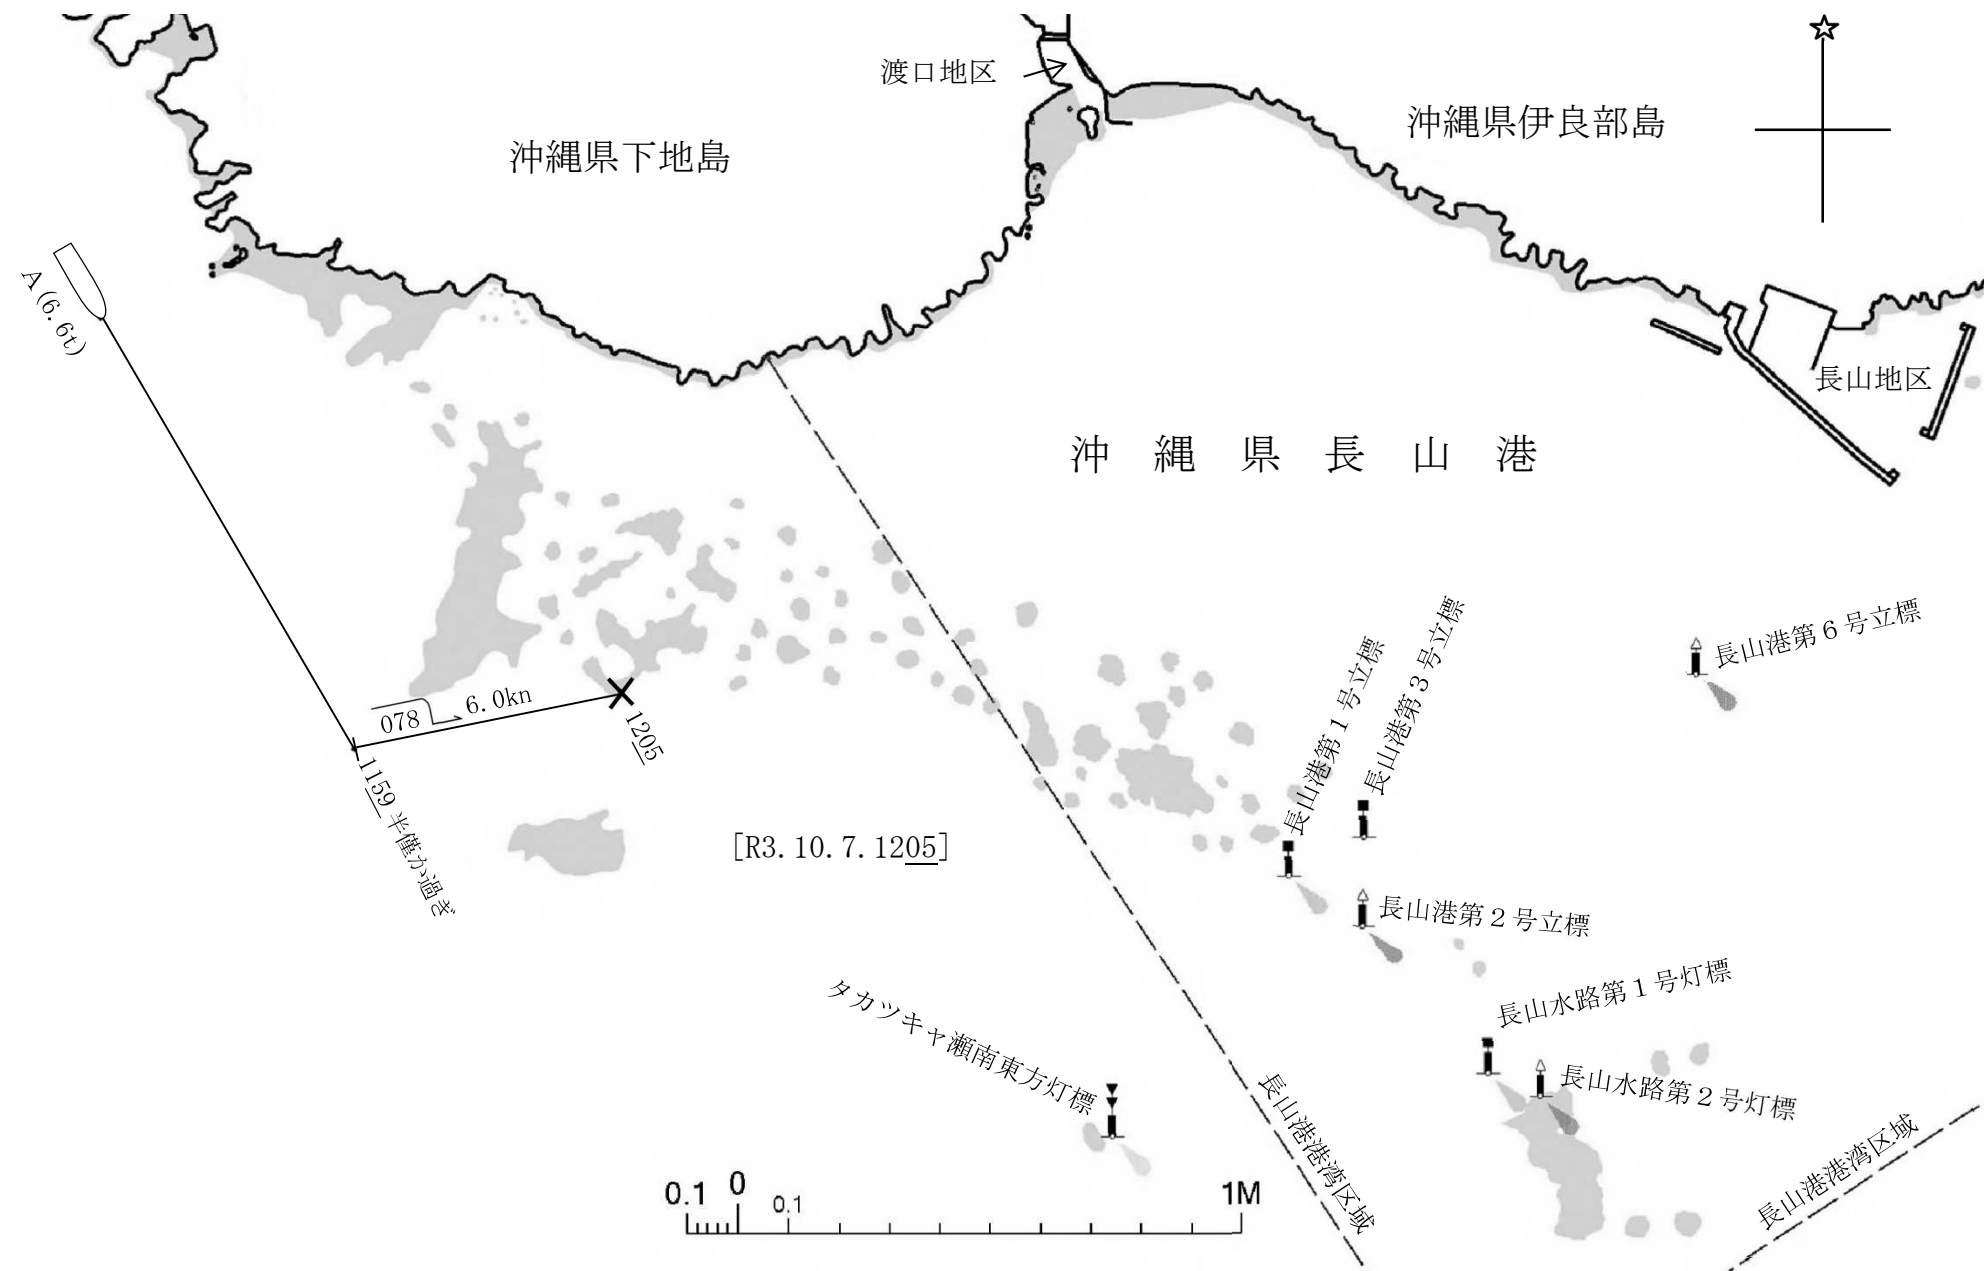 渡口地区
沖縄県下地島
沖縄県伊良部島
A(6.6t)
長山地区
沖縄県長山港
長山港第1号立標
長山港第3号立標
長山港第6号立標
078
6.0kn
1205
1159半僅か過ぎ
[R3.10.7.1205]
長山港第2号立標
長山水路第1号灯標
長山水路第2号灯標
タカツキャ瀬南東方灯標
長山港港湾区域
長山港港湾区域
0.1 0 0.1 1M